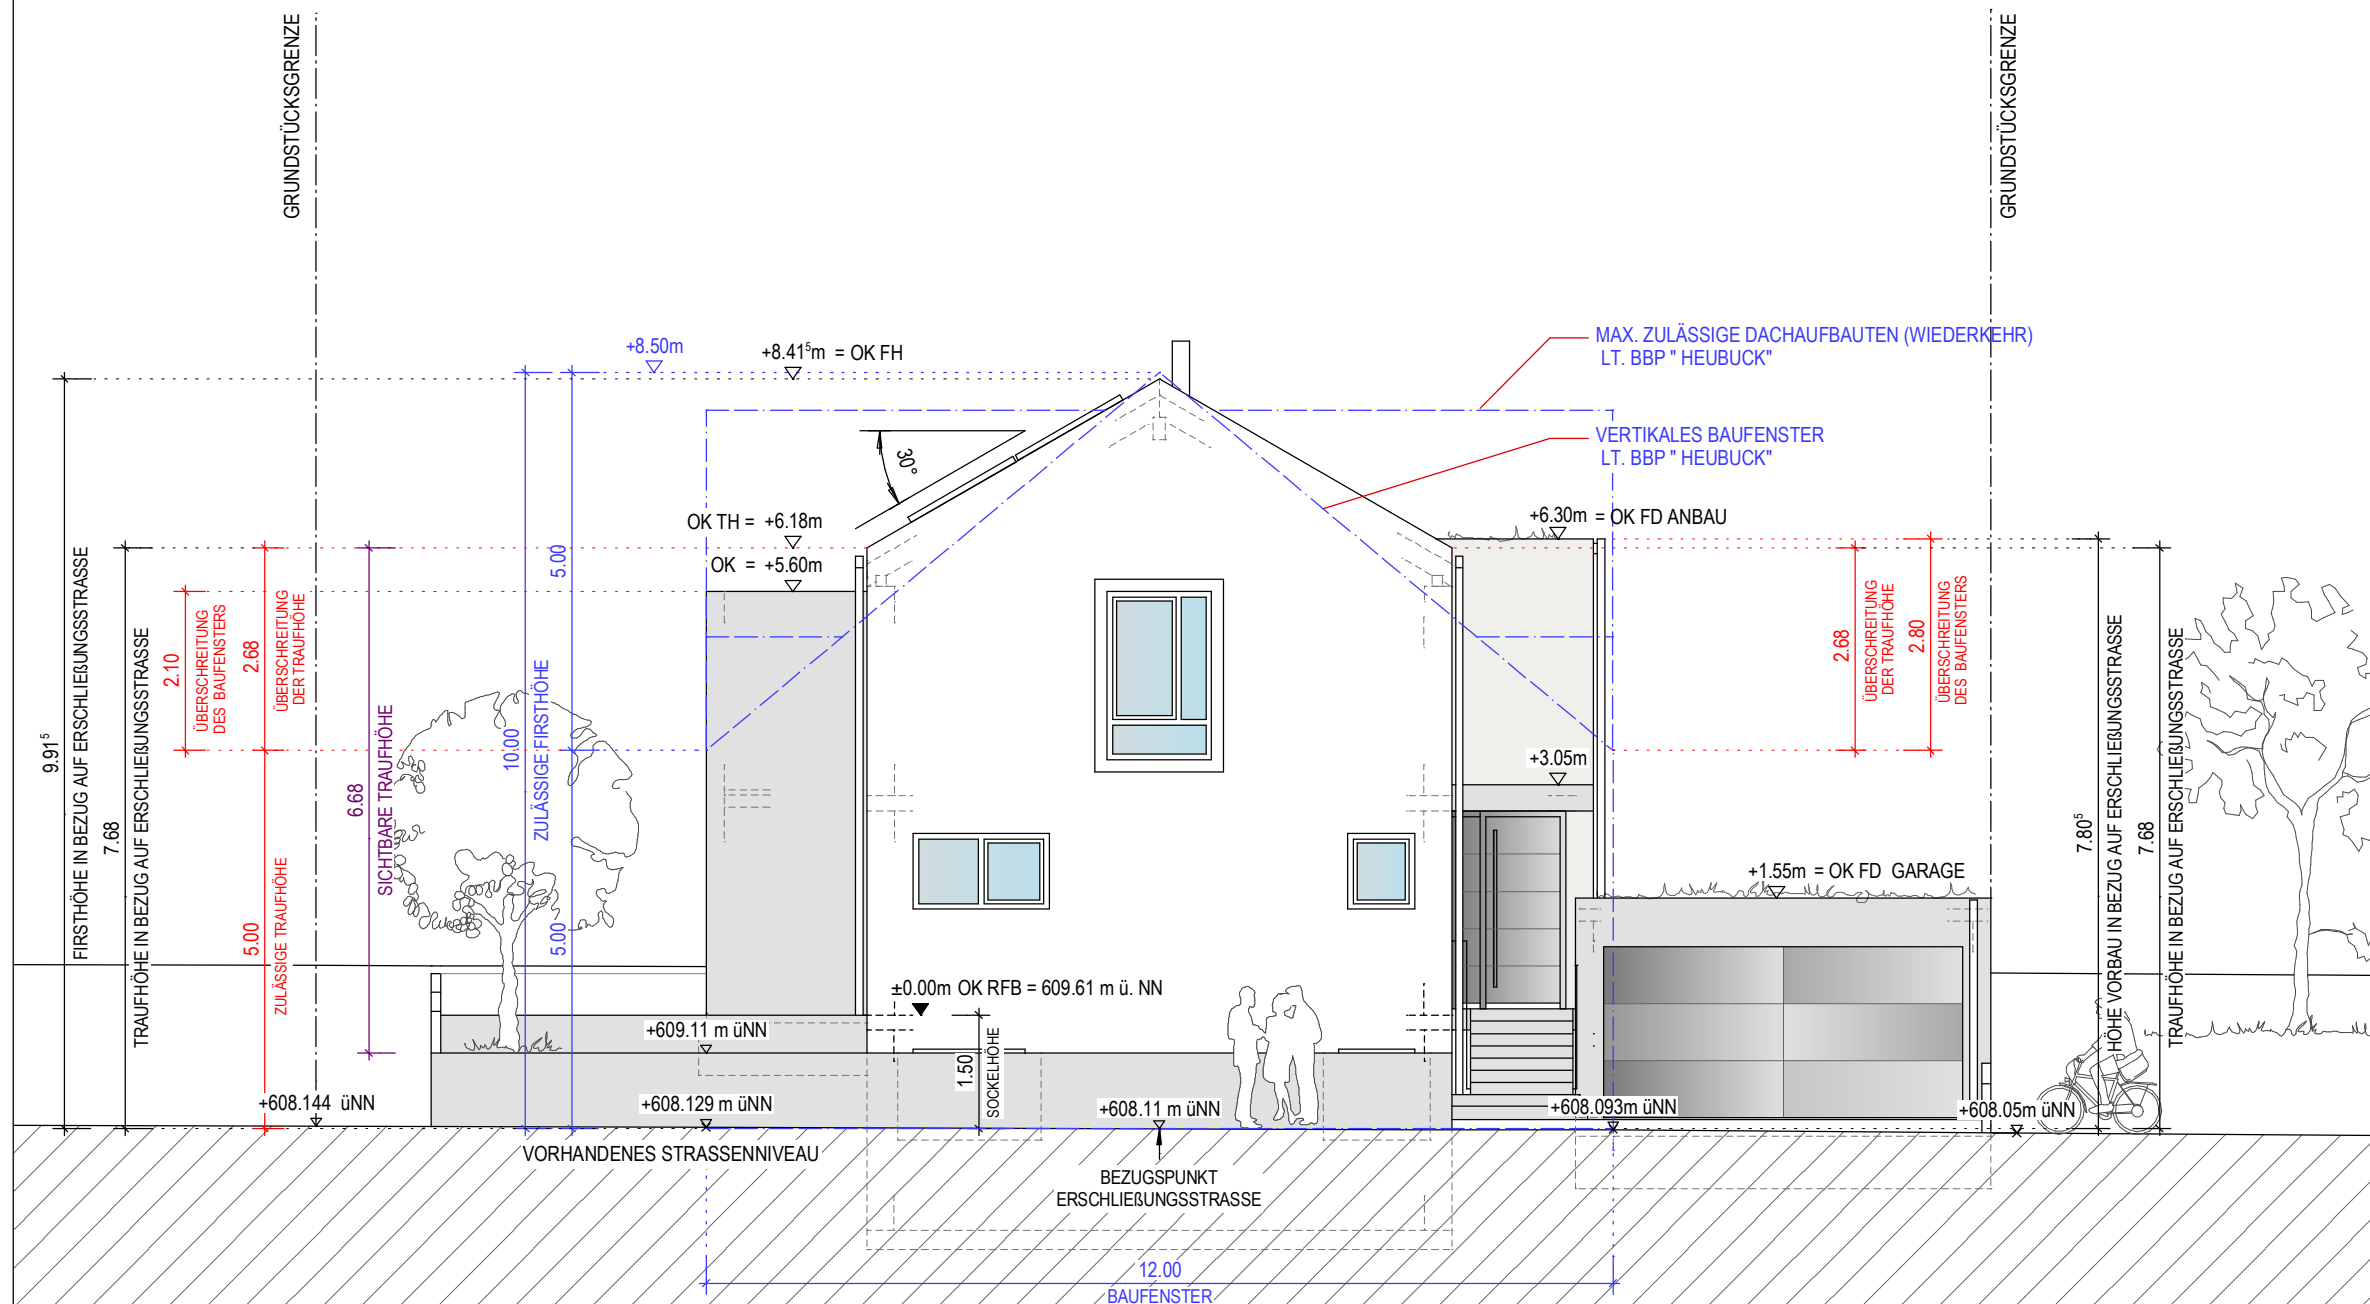 GRUNDSTÜCKSGRENZE
GRUNDSTÜCKSGRENZE
MAX. ZULÄSSIGE DACHAUFBAUTEN (WIEDERKEHR)
LT. BBP " HEUBUCK"
+8.50m
+8.41⁵m = OK FH
VERTIKALES BAUFENSTER
LT. BBP " HEUBUCK"
30°
OK TH = +6.18m
+6.30m = OK FD ANBAU
OK = +5.60m
9.91⁵
FIRSTHÖHE IN BEZUG AUF ERSCHLIEßUNGSSTRASSE
7.68
TRAUFHÖHE IN BEZUG AUF ERSCHLIEßUNGSSTRASSE
2.10
ÜBERSCHREITUNG
DES BAUFENSTERS
2.68
ÜBERSCHREITUNG
DER TRAUFHÖHE
5.00
ZULÄSSIGE TRAUFHÖHE
6.68
SICHTBARE TRAUFHÖHE
10.00
ZULÄSSIGE FIRSTHÖHE
5.00
5.00
2.68
ÜBERSCHREITUNG
DER TRAUFHÖHE
2.80
ÜBERSCHREITUNG
DES BAUFENSTERS
7.80⁵
HÖHE VORBAU IN BEZUG AUF ERSCHLIEßUNGSSTRASSE
7.68
TRAUFHÖHE IN BEZUG AUF ERSCHLIEßUNGSSTRASSE
+3.05m
+1.55m = OK FD GARAGE
±0.00m OK RFB = 609.61 m ü. NN
+609.11 m üNN
1.50
SOCKELHÖHE
+608.144 üNN
+608.129 m üNN
+608.11 m üNN
+608.093m üNN
+608.05m üNN
VORHANDENES STRASSENNIVEAU
BEZUGSPUNKT
ERSCHLIEßUNGSSTRASSE
12.00
BAUFENSTER